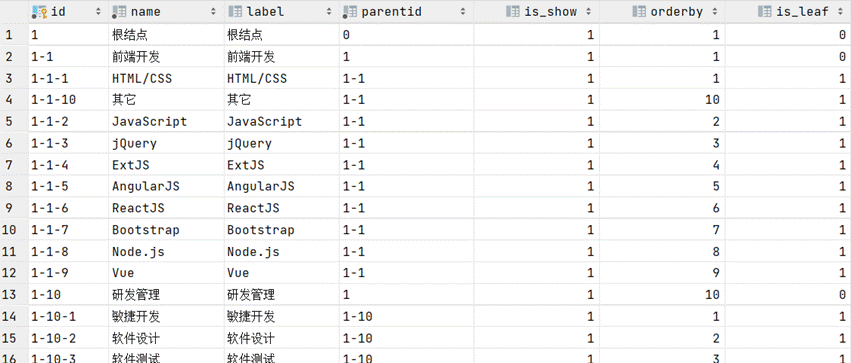 id name label parentid is_show orderby is_leaf
1 1 根结点 根结点 0 1 1 0
2 1-1 前端开发 前端开发 1 1 1 0
3 1-1-1 HTML/CSS HTML/CSS 1-1 1 1 1
4 1-1-10 其它 其它 1-1 1 10 1
5 1-1-2 JavaScript JavaScript 1-1 1 2 1
6 1-1-3 jQuery jQuery 1-1 1 3 1
7 1-1-4 ExtJS ExtJS 1-1 1 4 1
8 1-1-5 AngularJS AngularJS 1-1 1 5 1
9 1-1-6 ReactJS ReactJS 1-1 1 6 1
10 1-1-7 Bootstrap Bootstrap 1-1 1 7 1
11 1-1-8 Node.js Node.js 1-1 1 8 1
12 1-1-9 Vue Vue 1-1 1 9 1
13 1-10 研发管理 研发管理 1 1 10 0
14 1-10-1 敏捷开发 敏捷开发 1-10 1 1 1
15 1-10-2 软件设计 软件设计 1-10 1 2 1
16 1-10-3 软件测试 软件测试 1-10 1 3 1